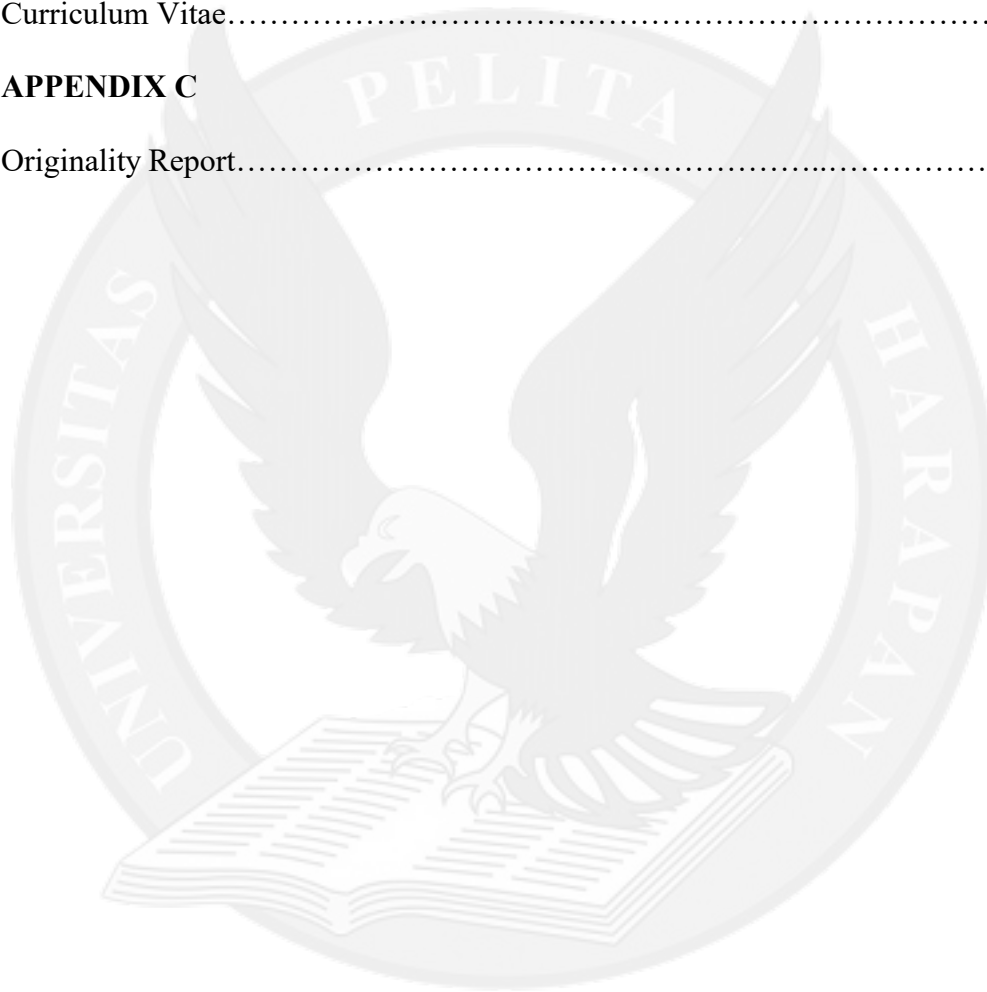 Curriculum Vitae…………………………………………………………………………
APPENDIX C
Originality Report………………………………………………………..………………
UNIVERSITAS PELITA HARAPAN